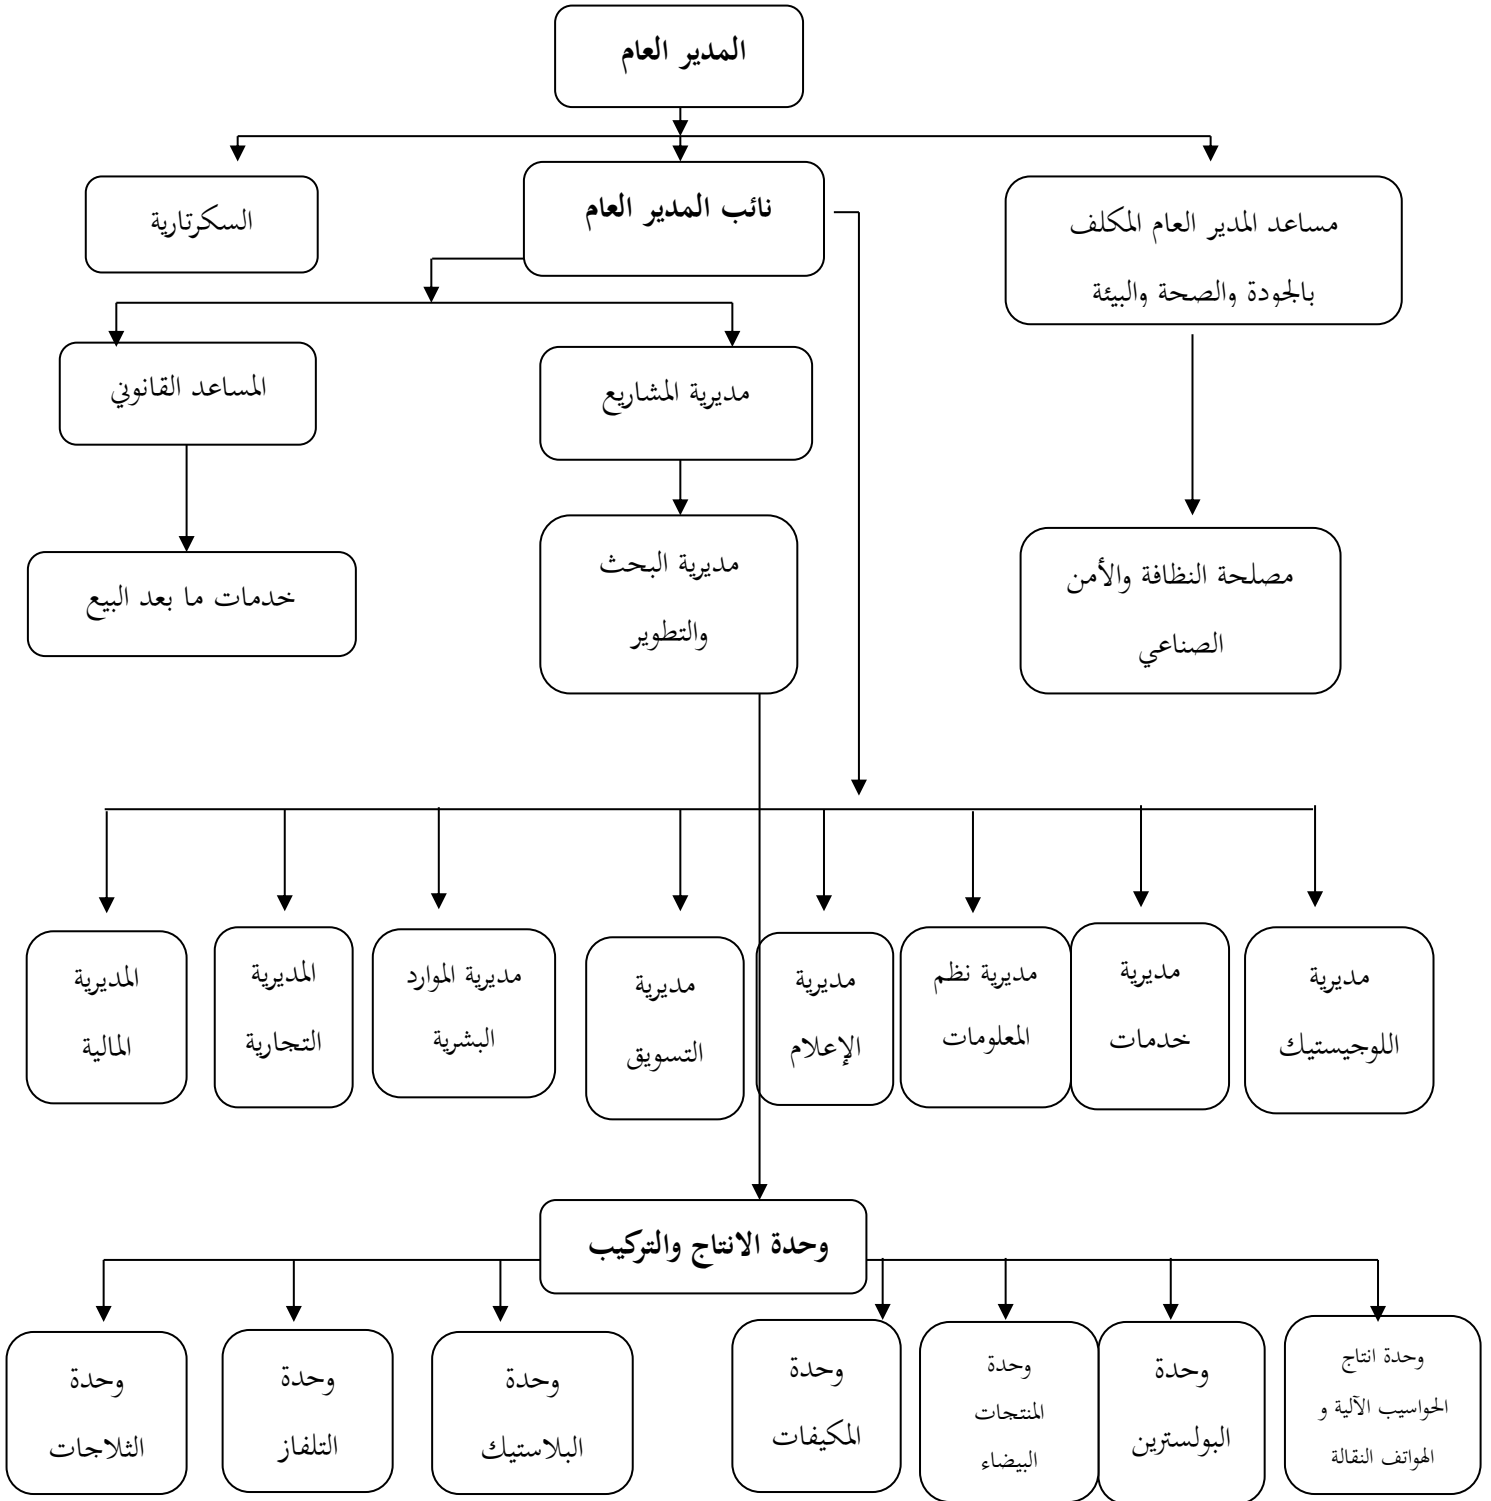 المدير العام
مساعد المدير العام المكلف
بالجودة والصحة والبيئة
نائب المدير العام
السكرتارية
مديرية المشاريع
المساعد القانوني
مصلحة النظافة والأمن
الصناعي
مديرية البحث
والتطوير
خدمات ما بعد البيع
مديرية
اللوجيستيك
مديرية
خدمات
مديرية نظم
المعلومات
مديرية
الإعلام
مديرية
التسويق
مديرية الموارد
البشرية
المديرية
التجارية
المديرية
المالية
وحدة الانتاج والتركيب
وحدة انتاج
الحواسيب الآلية و
الهواتف النقالة
وحدة
البولسترين
وحدة
المنتجات
البيضاء
وحدة
المكيفات
وحدة
البلاستيك
وحدة
التلفاز
وحدة
الثلاجات